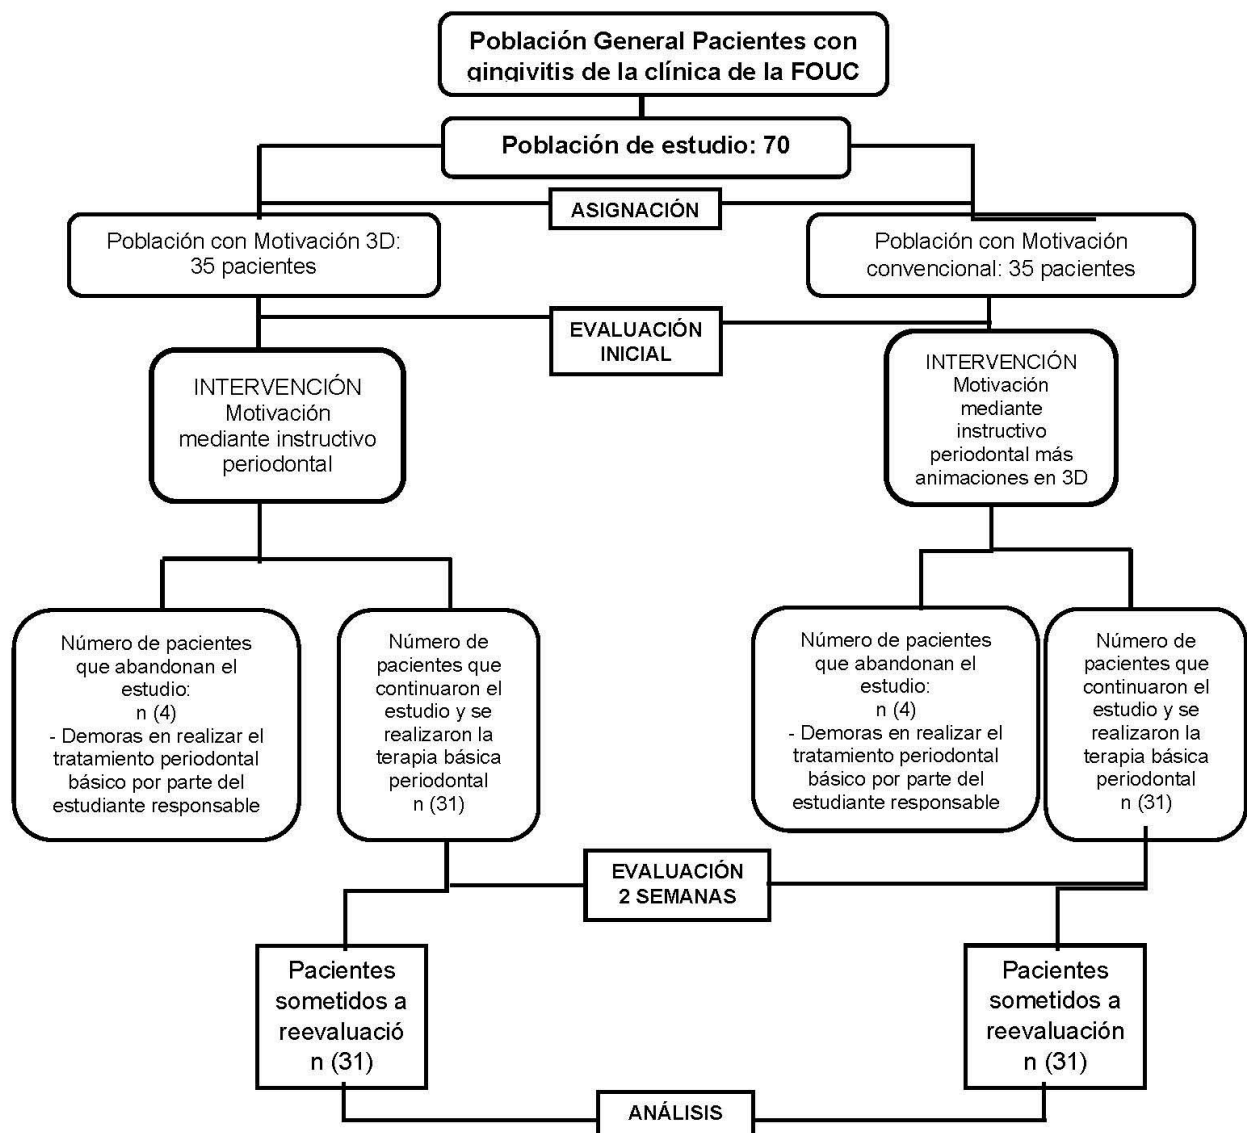 Población General Pacientes con
gingivitis de la clínica de la FOUC
Población de estudio: 70
ASIGNACIÓN
Población con Motivación 3D:
35 pacientes
Población con Motivación
convencional: 35 pacientes
EVALUACIÓN
INICIAL
INTERVENCIÓN
Motivación
mediante instructivo
periodontal
INTERVENCIÓN
Motivación
mediante
instructivo
periodontal más
animaciones en 3D
Número de pacientes
que abandonan el
estudio:
n (4)
- Demoras en realizar el
tratamiento periodontal
básico por parte del
estudiante responsable
Número de
pacientes que
continuaron el
estudio y se
realizaron la
terapia básica
periodontal
n (31)
Número de pacientes
que abandonan el
estudio:
n (4)
- Demoras en realizar el
tratamiento periodontal
básico por parte del
estudiante responsable
Número de
pacientes que
continuaron el
estudio y se
realizaron la
terapia básica
periodontal
n (31)
EVALUACIÓN
2 SEMANAS
Pacientes
sometidos a
reevaluació
n (31)
Pacientes
sometidos a
reevaluación
n (31)
ANÁLISIS